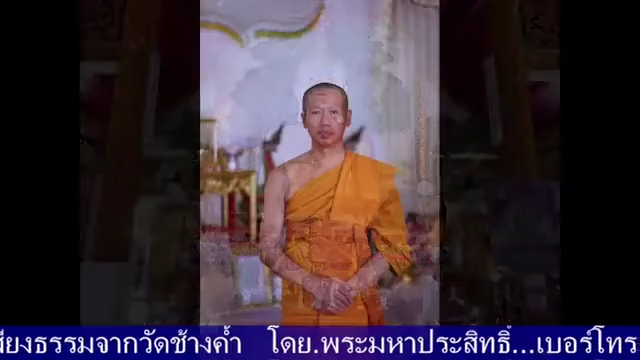 สียงธรรมจากวัดช้างค้ำ โดย.พระมหาประสิทธิ์...เบอร์โทร